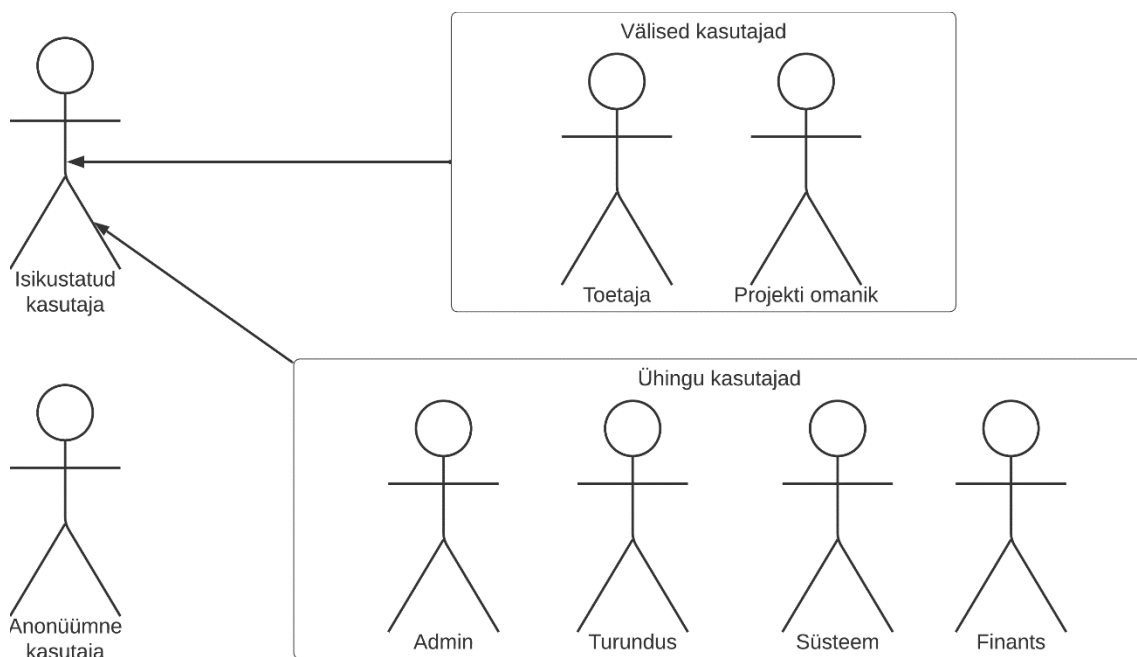 Välised kasutajad
Toetaja
Projekti omanik
Isikustatud
kasutaja
Ühingu kasutajad
Admin
Turundus
Süsteem
Finants
Anonüümne
kasutaja